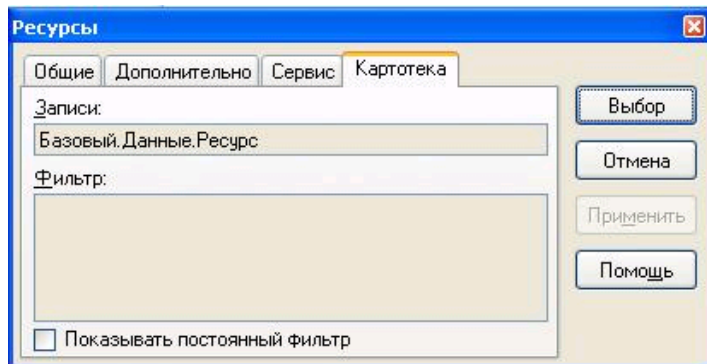 Ресурсы
Общие Дополнительно Сервис Картотека
Записи:
Базовый.Данные.Ресурс
Фильтр:
Показывать постоянный фильтр
Выбор
Отмена
Применить
Помощь